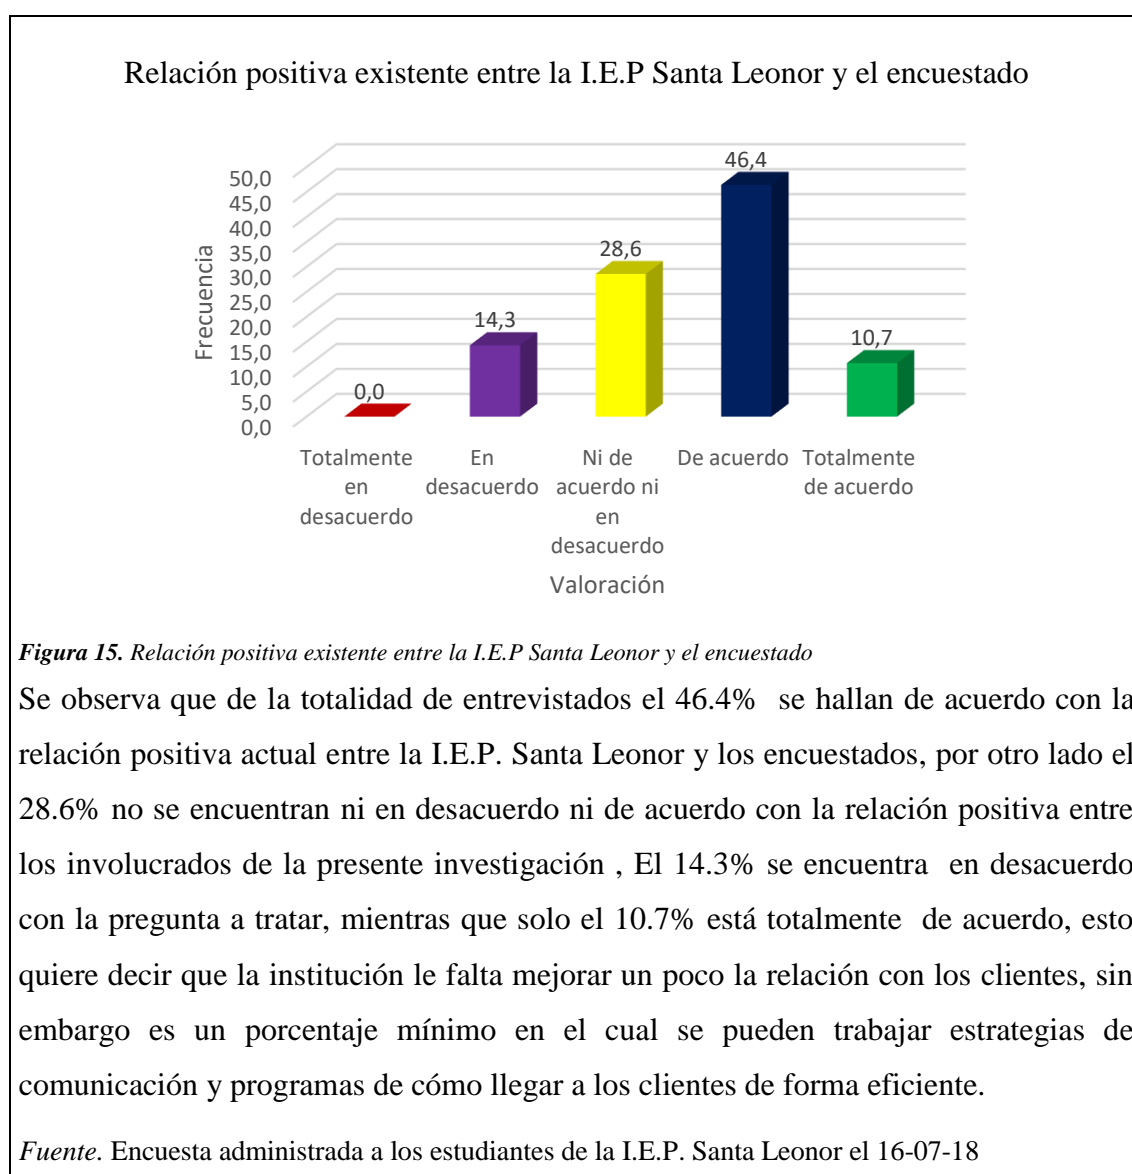 Relación positiva existente entre la I.E.P Santa Leonor y el encuestado
50,0
45,0
40,0
35,0
30,0
25,0
20,0
15,0
10,0
5,0
0,0
Frecuencia
0,0
14,3
28,6
46,4
10,7
Totalmente
en
desacuerdo
En
desacuerdo
Ni de
acuerdo ni
en
desacuerdo
De acuerdo
Totalmente
de acuerdo
Valoración
Figura 15. Relación positiva existente entre la I.E.P Santa Leonor y el encuestado
Se observa que de la totalidad de entrevistados el 46.4% se hallan de acuerdo con la
relación positiva actual entre la I.E.P. Santa Leonor y los encuestados, por otro lado el
28.6% no se encuentran ni en desacuerdo ni de acuerdo con la relación positiva entre
los involucrados de la presente investigación , El 14.3% se encuentra en desacuerdo
con la pregunta a tratar, mientras que solo el 10.7% está totalmente de acuerdo, esto
quiere decir que la institución le falta mejorar un poco la relación con los clientes, sin
embargo es un porcentaje mínimo en el cual se pueden trabajar estrategias de
comunicación y programas de cómo llegar a los clientes de forma eficiente.
Fuente. Encuesta administrada a los estudiantes de la I.E.P. Santa Leonor el 16-07-18